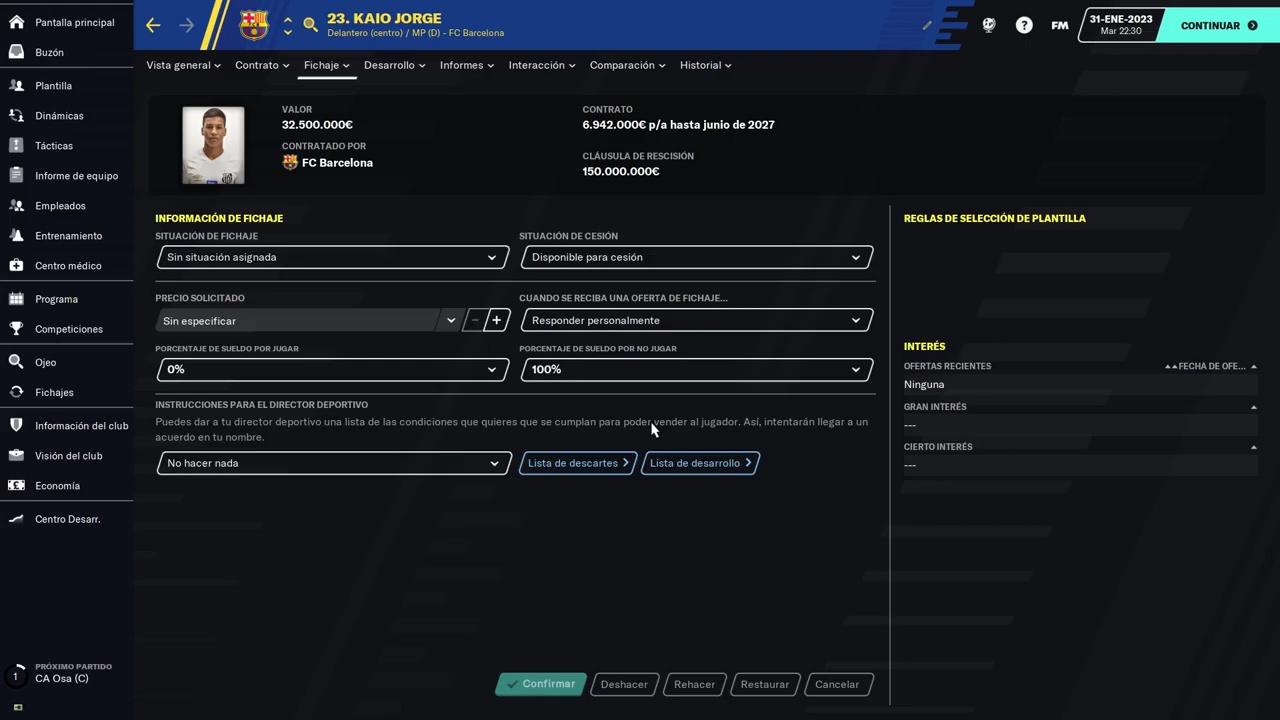 Pantalla principal
Buzón
Plantilla
Dinámicas
Tácticas
Informe de equipo
Empleados
Entrenamiento
Centro médico
Programa
Competiciones
Ojeo
Fichajes
Información del club
Visión del club
Economía
Centro Desarr.
1
PRÓXIMO PARTIDO
CA Osa (C)
23. KAIO JORGE
Delantero (centro) / MP (D) - FC Barcelona
?
FM
31-ENE-2023
Mar 22:30
CONTINUAR
Vista general
Contrato
Fichaje
Desarrollo
Informes
Interacción
Comparación
Historial
VALOR
32.500.000€
CONTRATADO POR
FC Barcelona
CONTRATO
6.942.000€ p/a hasta junio de 2027
CLÁUSULA DE RESCISIÓN
150.000.000€
INFORMACIÓN DE FICHAJE
SITUACIÓN DE FICHAJE
Sin situación asignada
SITUACIÓN DE CESIÓN
Disponible para cesión
PRECIO SOLICITADO
Sin especificar
- +
CUANDO SE RECIBA UNA OFERTA DE FICHAJE...
Responder personalmente
PORCENTAJE DE SUELDO POR JUGAR
0%
PORCENTAJE DE SUELDO POR NO JUGAR
100%
INSTRUCCIONES PARA EL DIRECTOR DEPORTIVO
Puedes dar a tu director deportivo una lista de las condiciones que quieres que se cumplan para poder vender al jugador. Así, intentarán llegar a un
acuerdo en tu nombre.
No hacer nada
Lista de descartes
Lista de desarrollo
Confirmar
Deshacer
Rehacer
Restaurar
Cancelar
REGLAS DE SELECCIÓN DE PLANTILLA
INTERÉS
OFERTAS RECIENTES
FECHA DE OFE...
Ninguna
GRAN INTERÉS
---
CIERTO INTERÉS
---